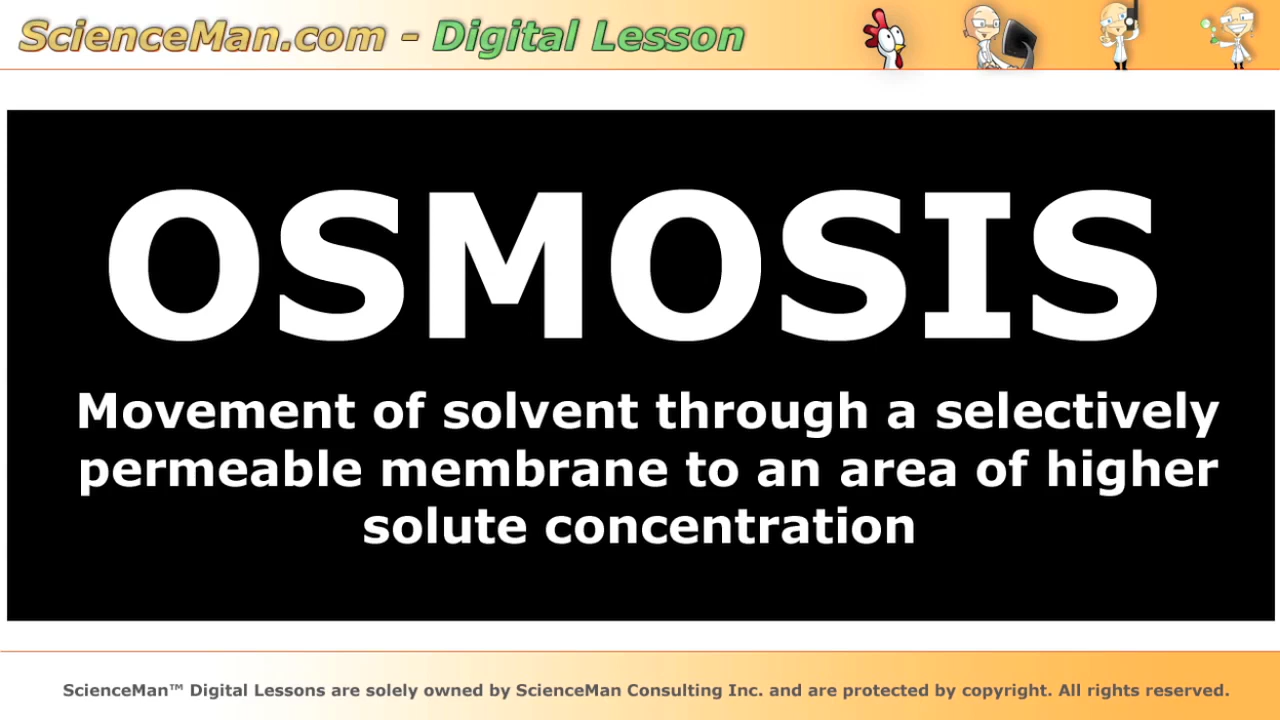 ScienceMan.com - Digital Lesson
OSMOSIS
Movement of solvent through a selectively
permeable membrane to an area of higher
solute concentration
ScienceMan™ Digital Lessons are solely owned by ScienceMan Consulting Inc. and are protected by copyright. All rights reserved.